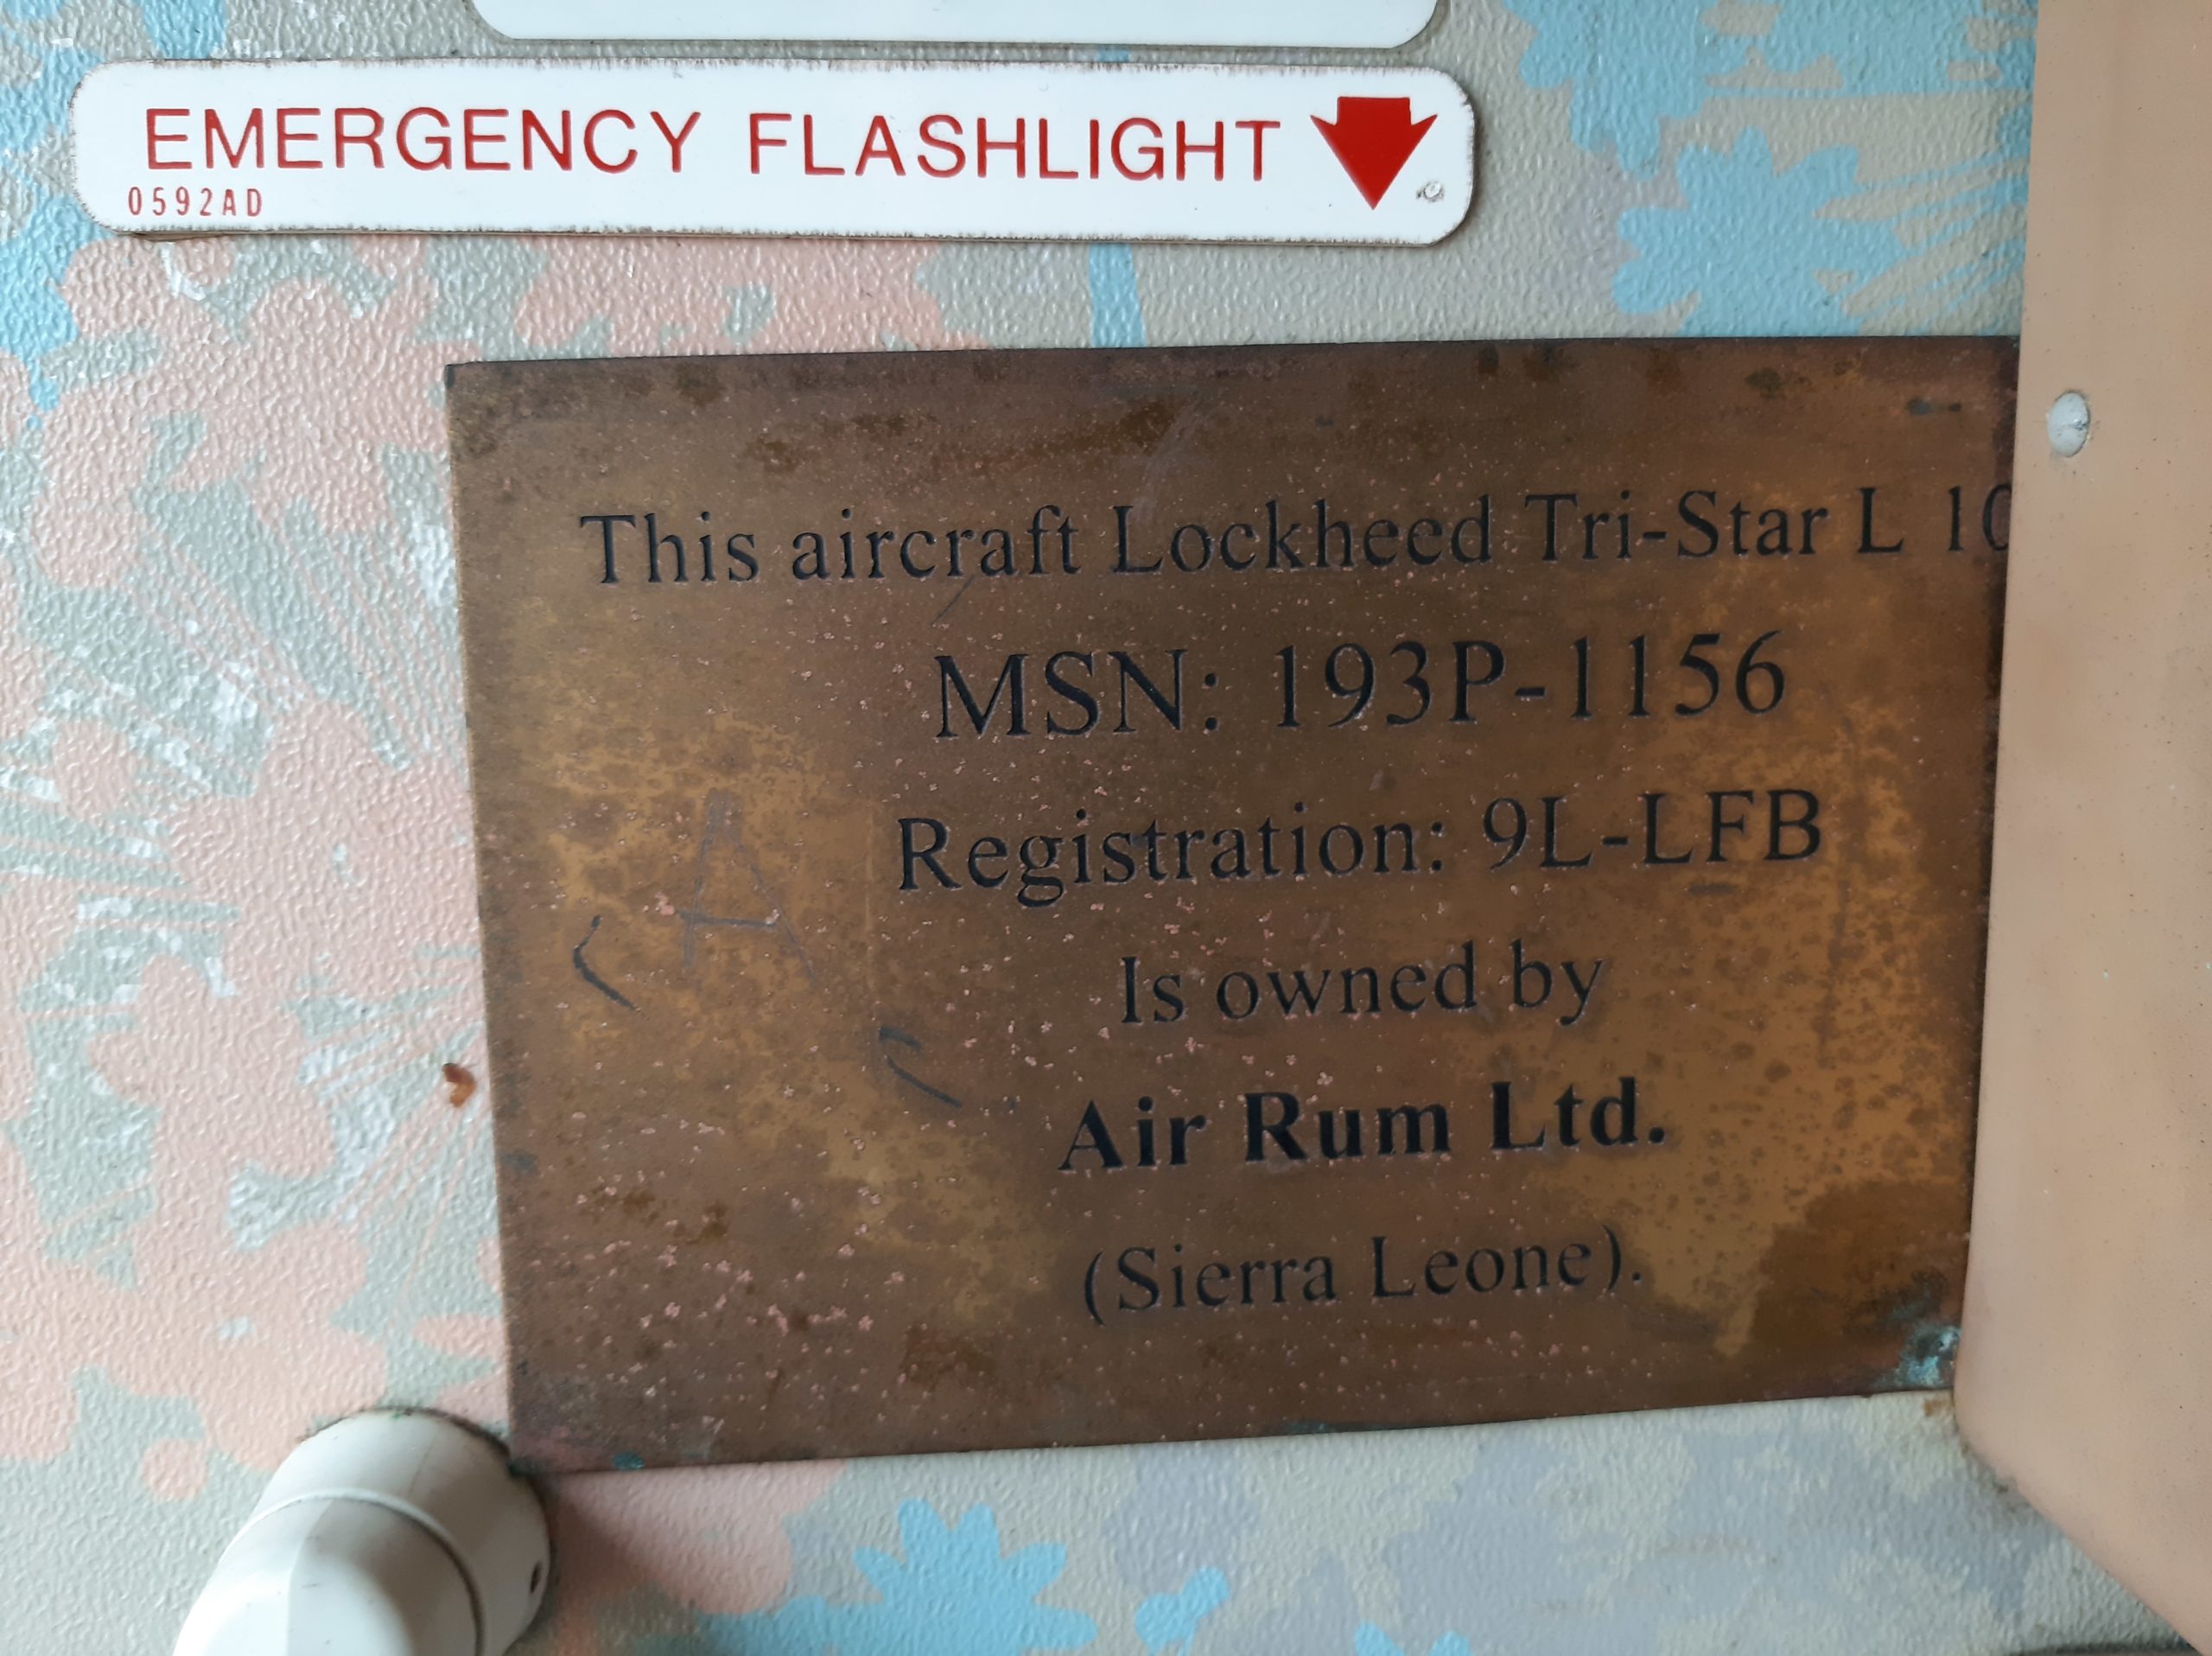 EMERGENCY FLASHLIGHT
0592AD
This aircraft Lockheed Tri-Star L 10
MSN: 193P-1156
Registration: 9L-LFB
Is owned by
Air Rum Ltd.
(Sierra Leone).
A